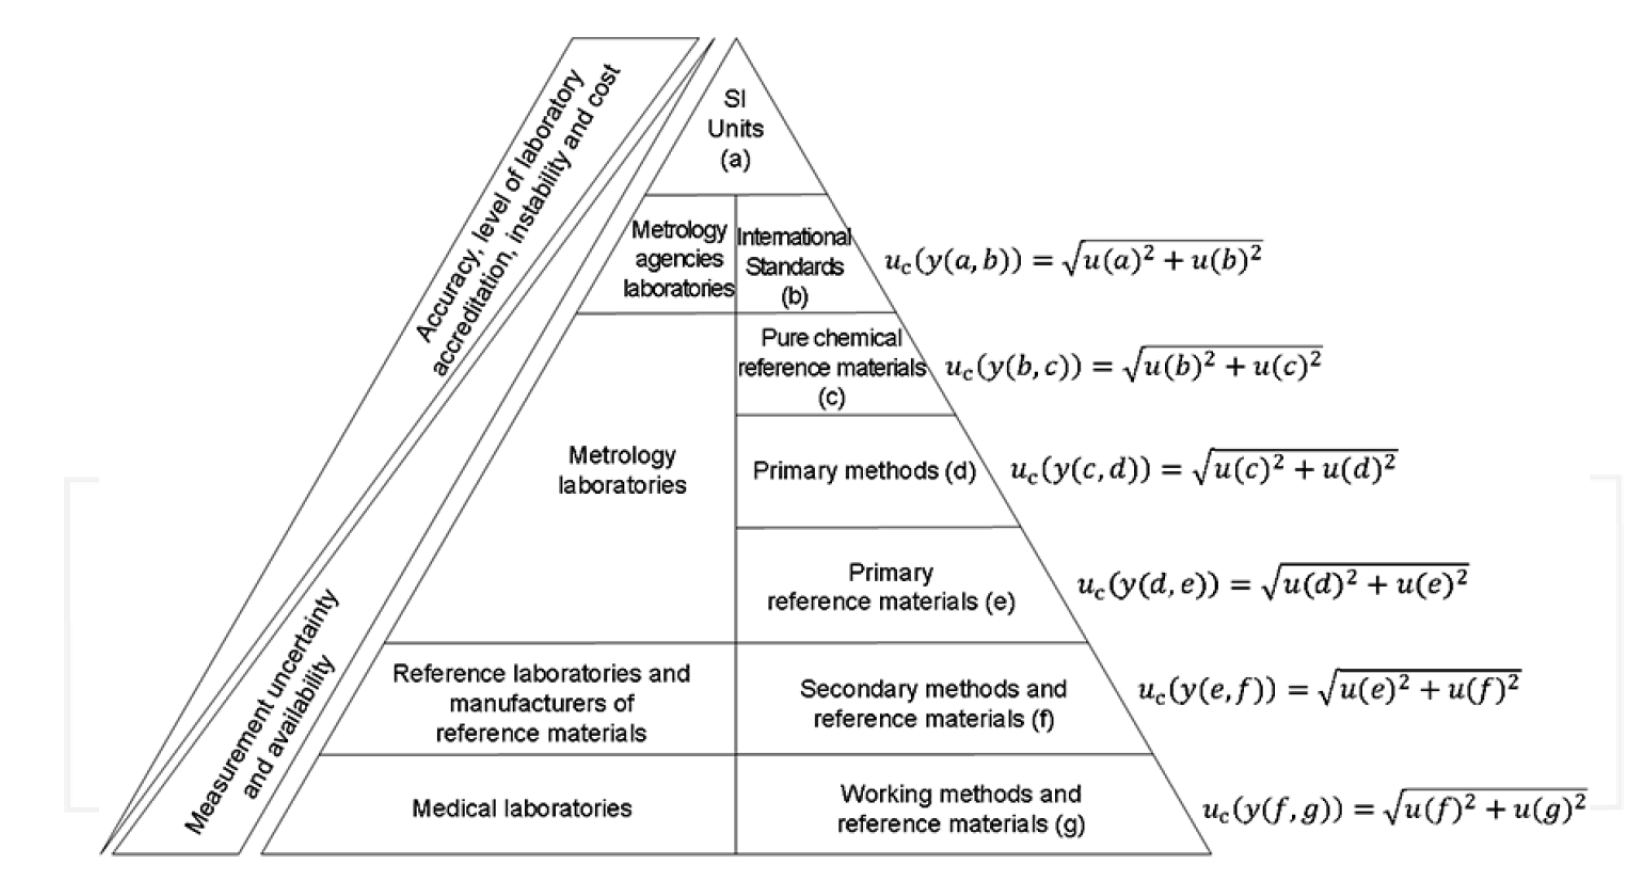 Accuracy, level of laboratory
accreditation, instability and cost
Measurement uncertainty
and availability
SI
Units
(a)
Metrology
agencies
laboratories
International
Standards
(b)
u_c(y(a, b)) = √u(a)² + u(b)²
Metrology
laboratories
Pure chemical
reference materials
(c)
u_c(y(b, c)) = √u(b)² + u(c)²
Primary methods (d)
u_c(y(c, d)) = √u(c)² + u(d)²
Primary
reference materials (e)
u_c(y(d, e)) = √u(d)² + u(e)²
Reference laboratories and
manufacturers of
reference materials
Secondary methods and
reference materials (f)
u_c(y(e, f)) = √u(e)² + u(f)²
Medical laboratories
Working methods and
reference materials (g)
u_c(y(f, g)) = √u(f)² + u(g)²